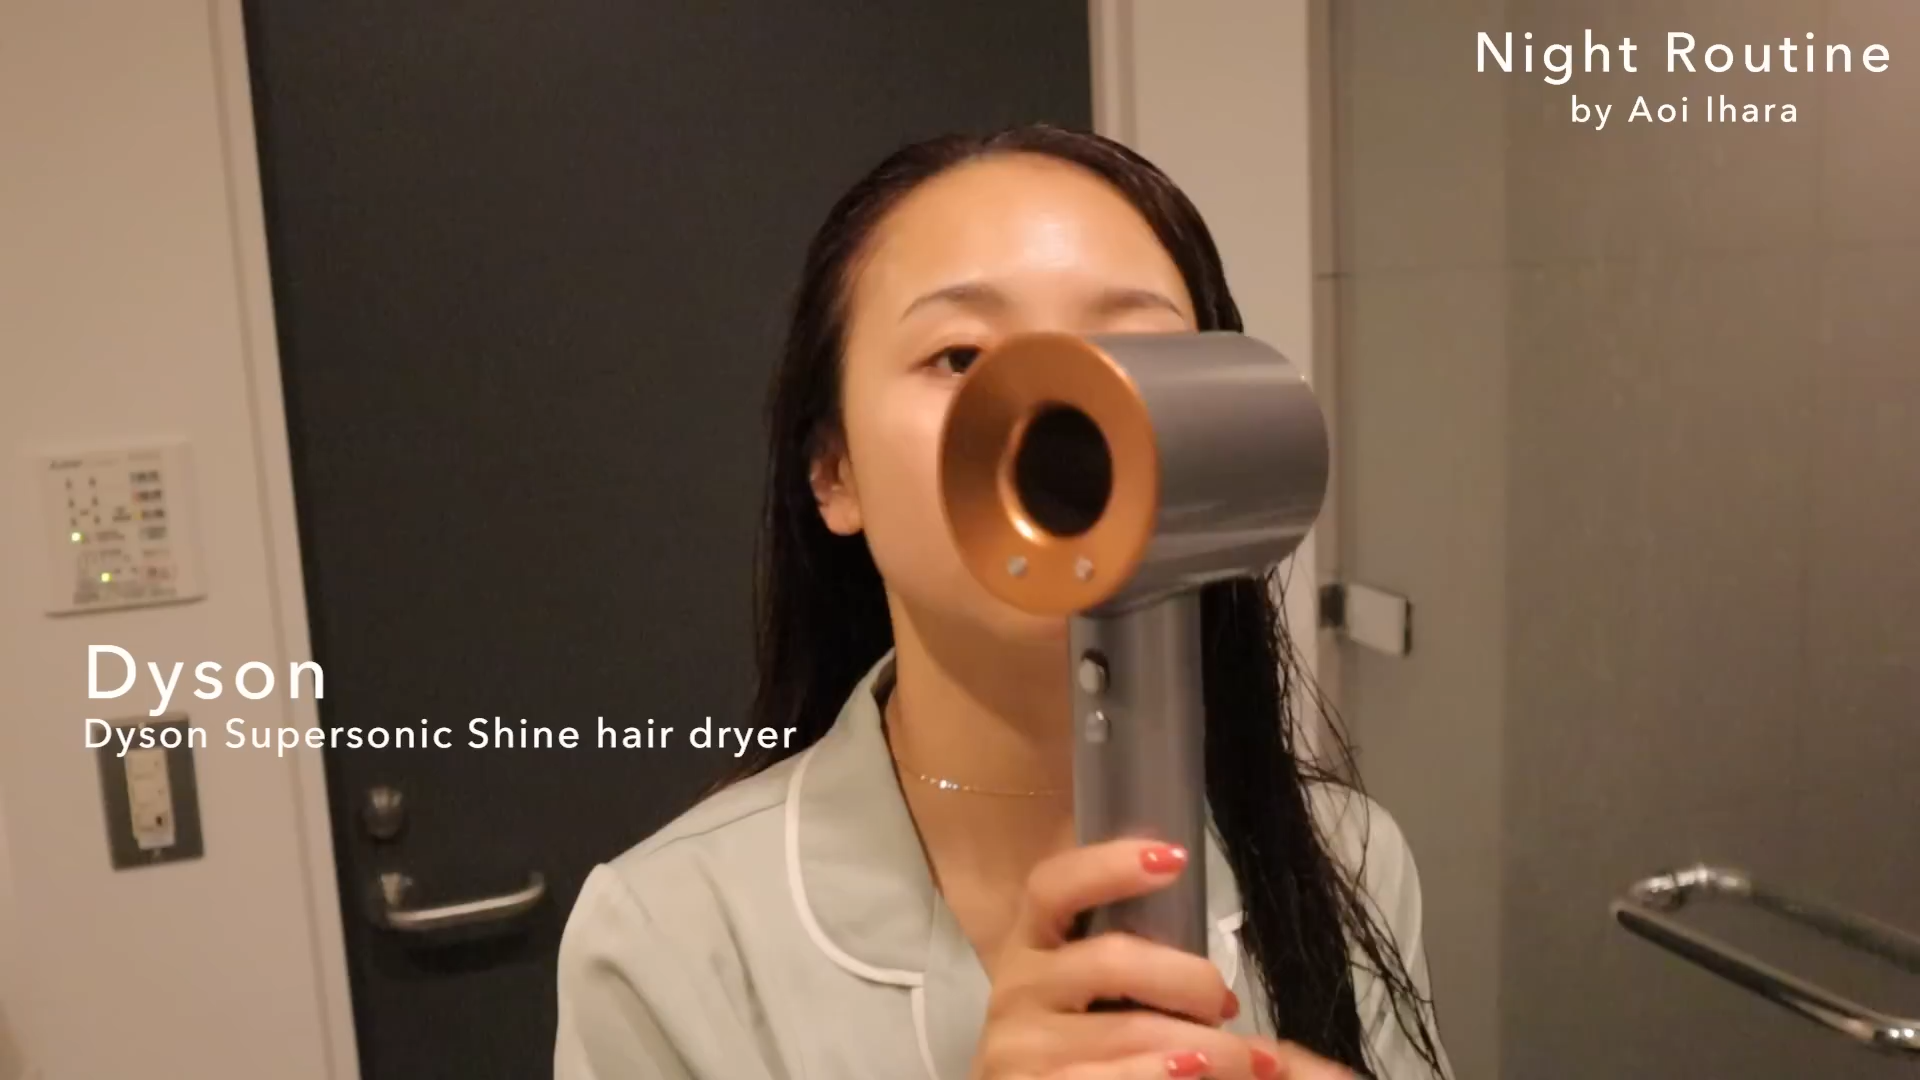 Night Routine
by Aoi Ihara
Dyson
Dyson Supersonic Shine hair dryer